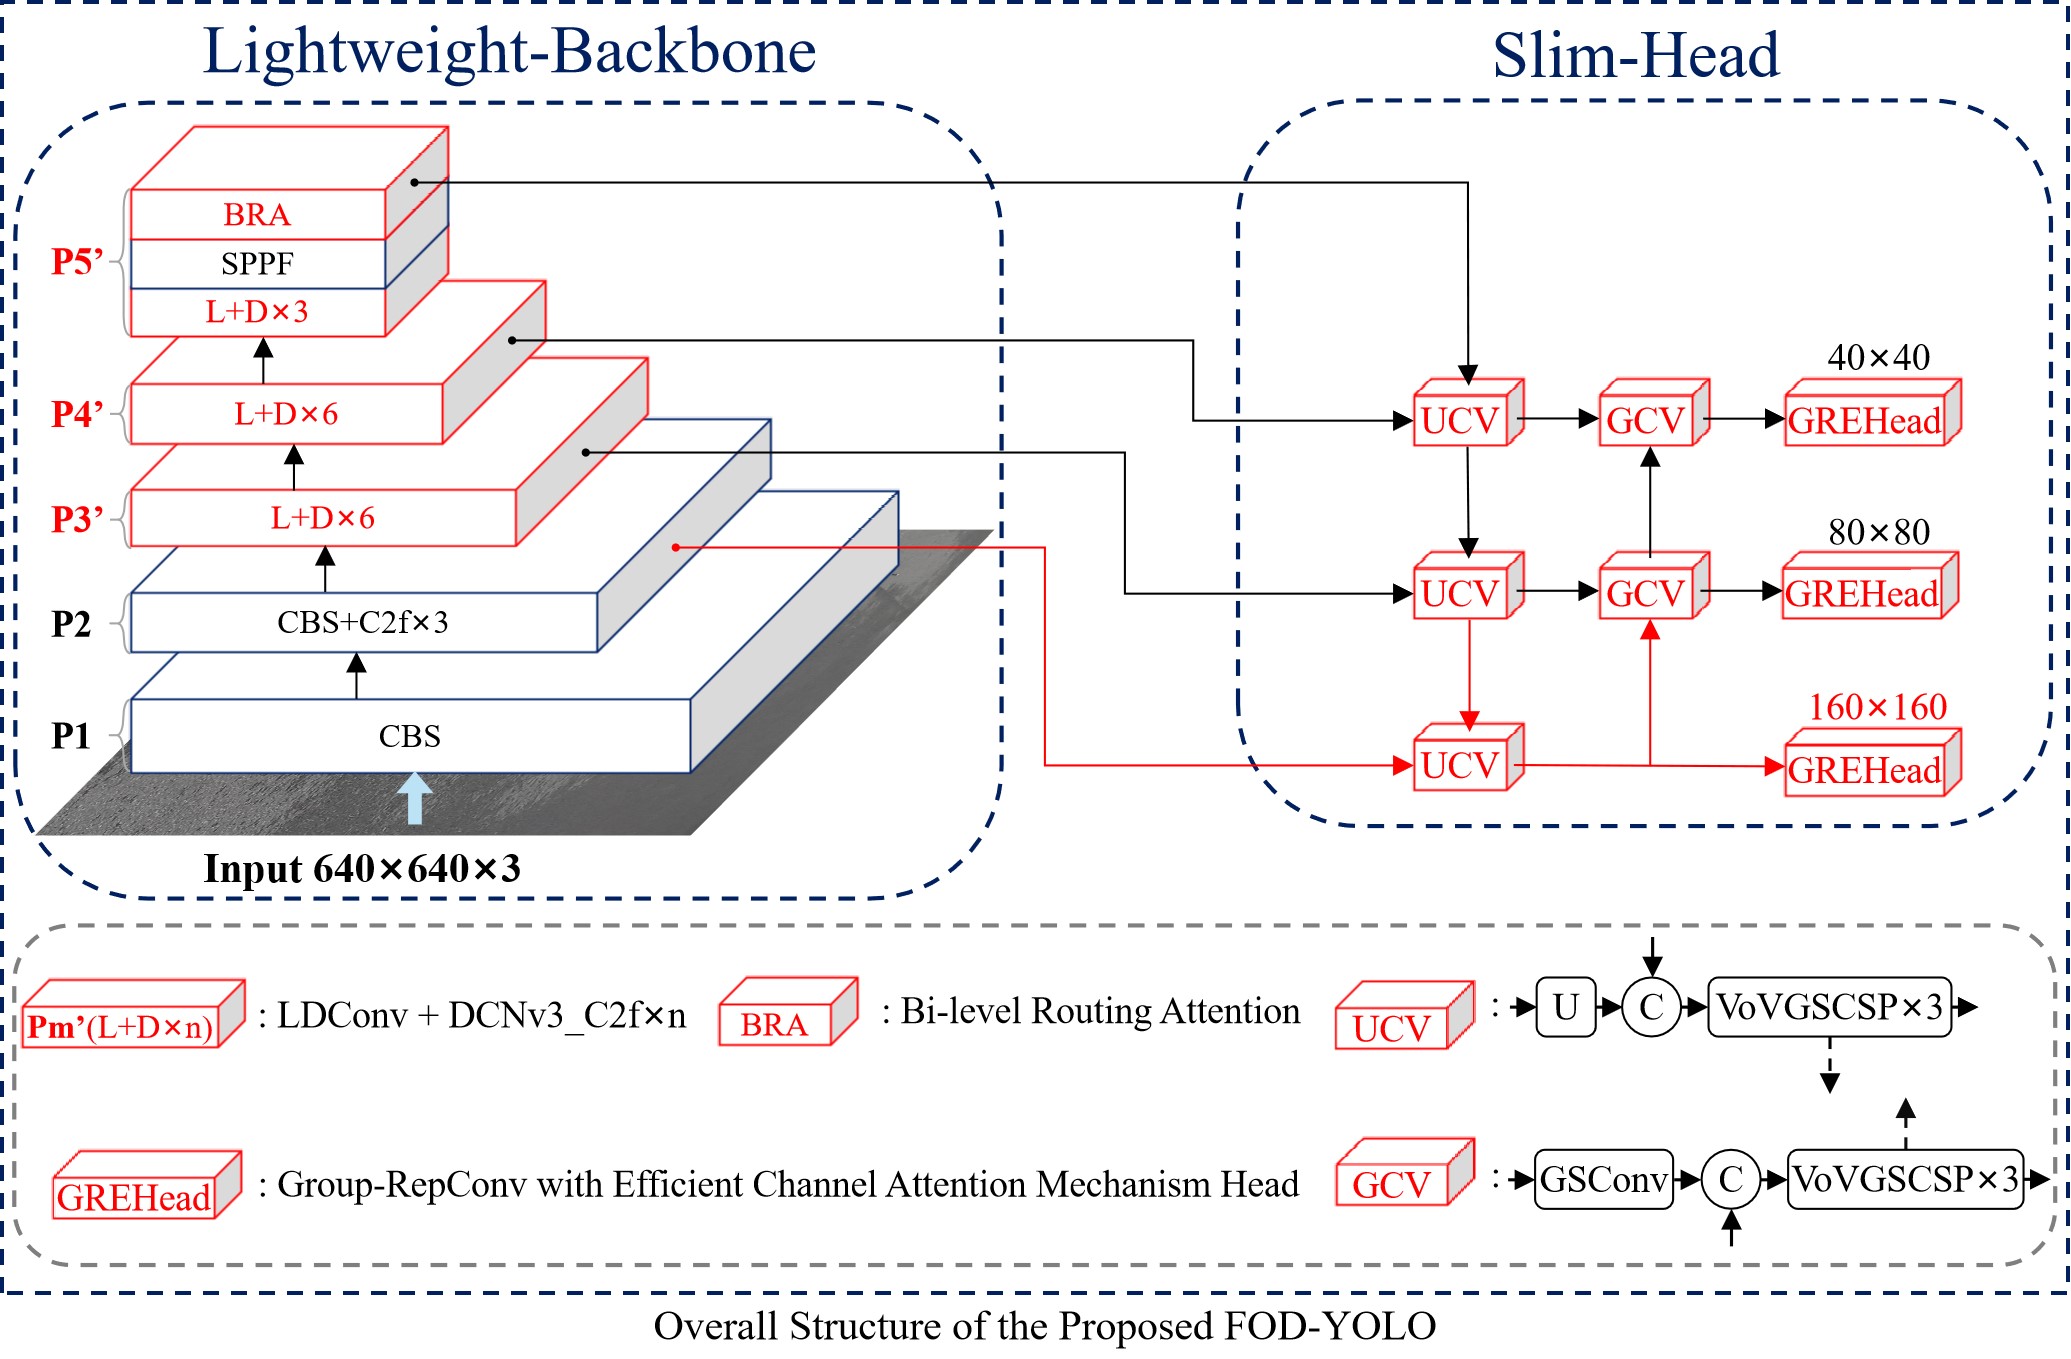 Lightweight-Backbone
Slim-Head
BRA
P5’
SPPF
L+D×3
P4’
L+D×6
P3’
L+D×6
P2
CBS+C2f×3
P1
CBS
Input 640×640×3
40×40
UCV
GCV
GREHead
80×80
UCV
GCV
GREHead
160×160
UCV
GREHead
Pm’(L+D×n)
: LDConv + DCNv3_C2f×n
BRA
: Bi-level Routing Attention
UCV
:
U
C
VoVGSCSP×3
GREHead
: Group-RepConv with Efficient Channel Attention Mechanism Head
GCV
:
GSConv
C
VoVGSCSP×3
Overall Structure of the Proposed FOD-YOLO